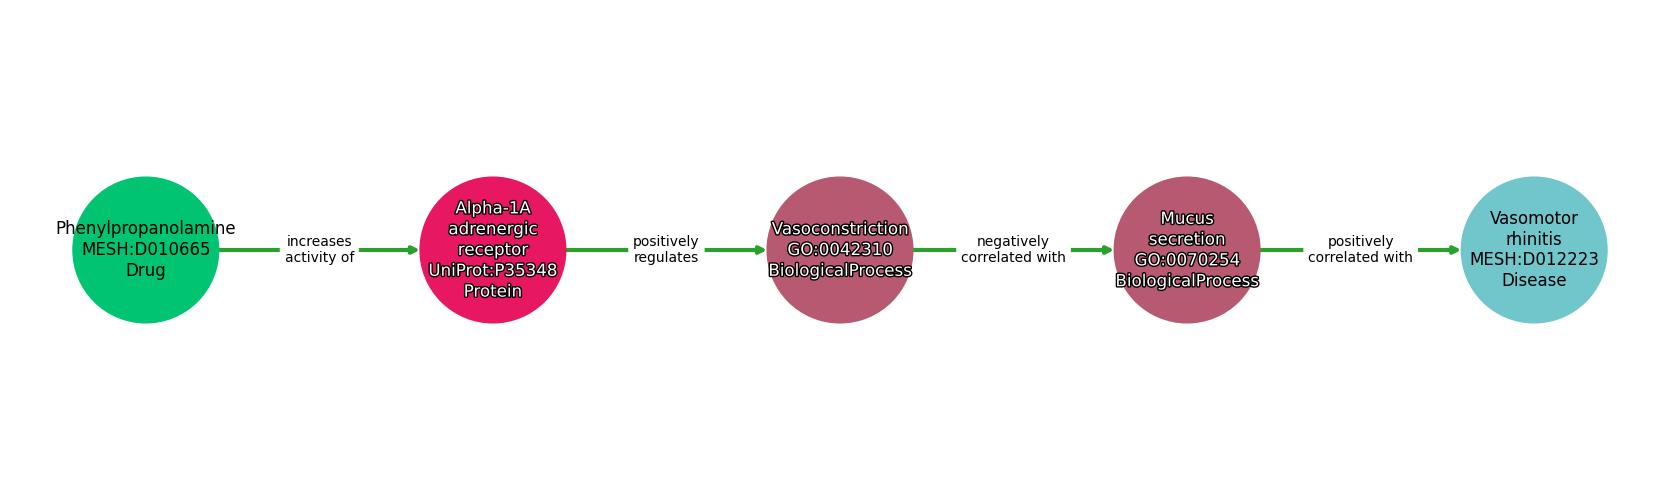 Phenylpropanolamine
MESH:D010665
Drug
increases
activity of
Alpha-1A
adrenergic
receptor
UniProt:P35348
Protein
positively
regulates
Vasoconstriction
GO:0042310
BiologicalProcess
negatively
correlated with
Mucus
secretion
GO:0070254
BiologicalProcess
positively
correlated with
Vasomotor
rhinitis
MESH:D012223
Disease